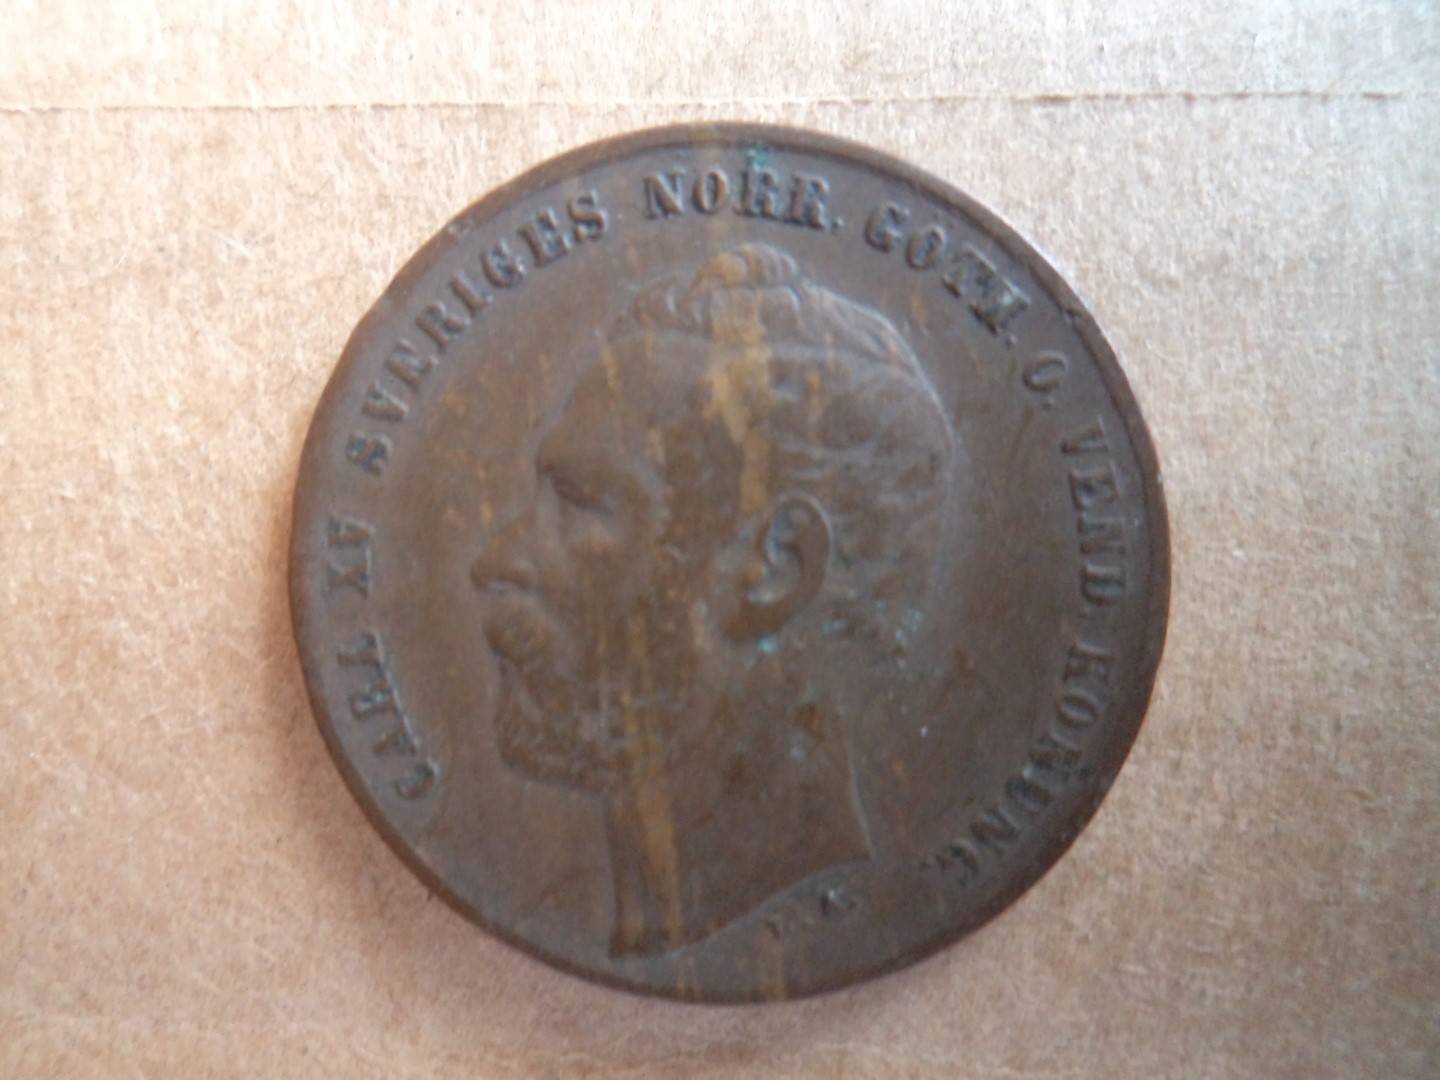 CARL XV SVERIGES NORR. GOTH. O. VEND. KONUNG.